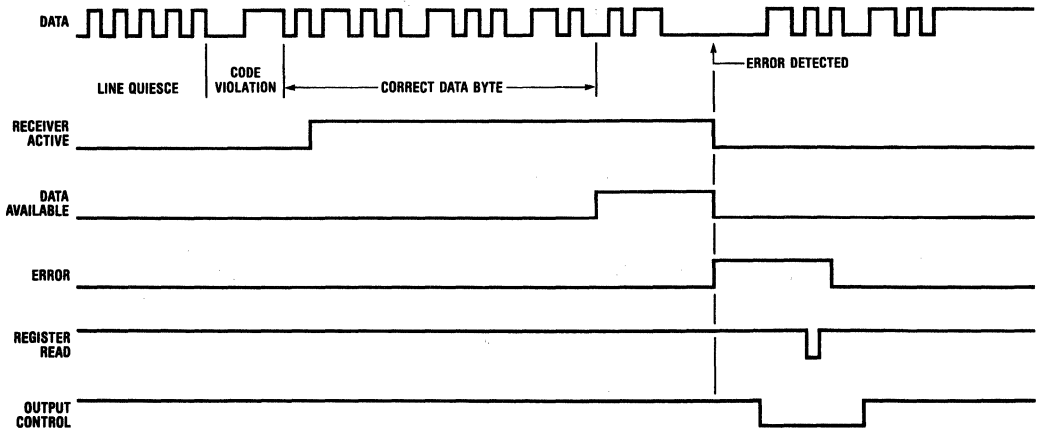 DATA
ERROR DETECTED
LINE QUIESCE
CODE
VIOLATION
CORRECT DATA BYTE
RECEIVER
ACTIVE
DATA
AVAILABLE
ERROR
REGISTER
READ
OUTPUT
CONTROL